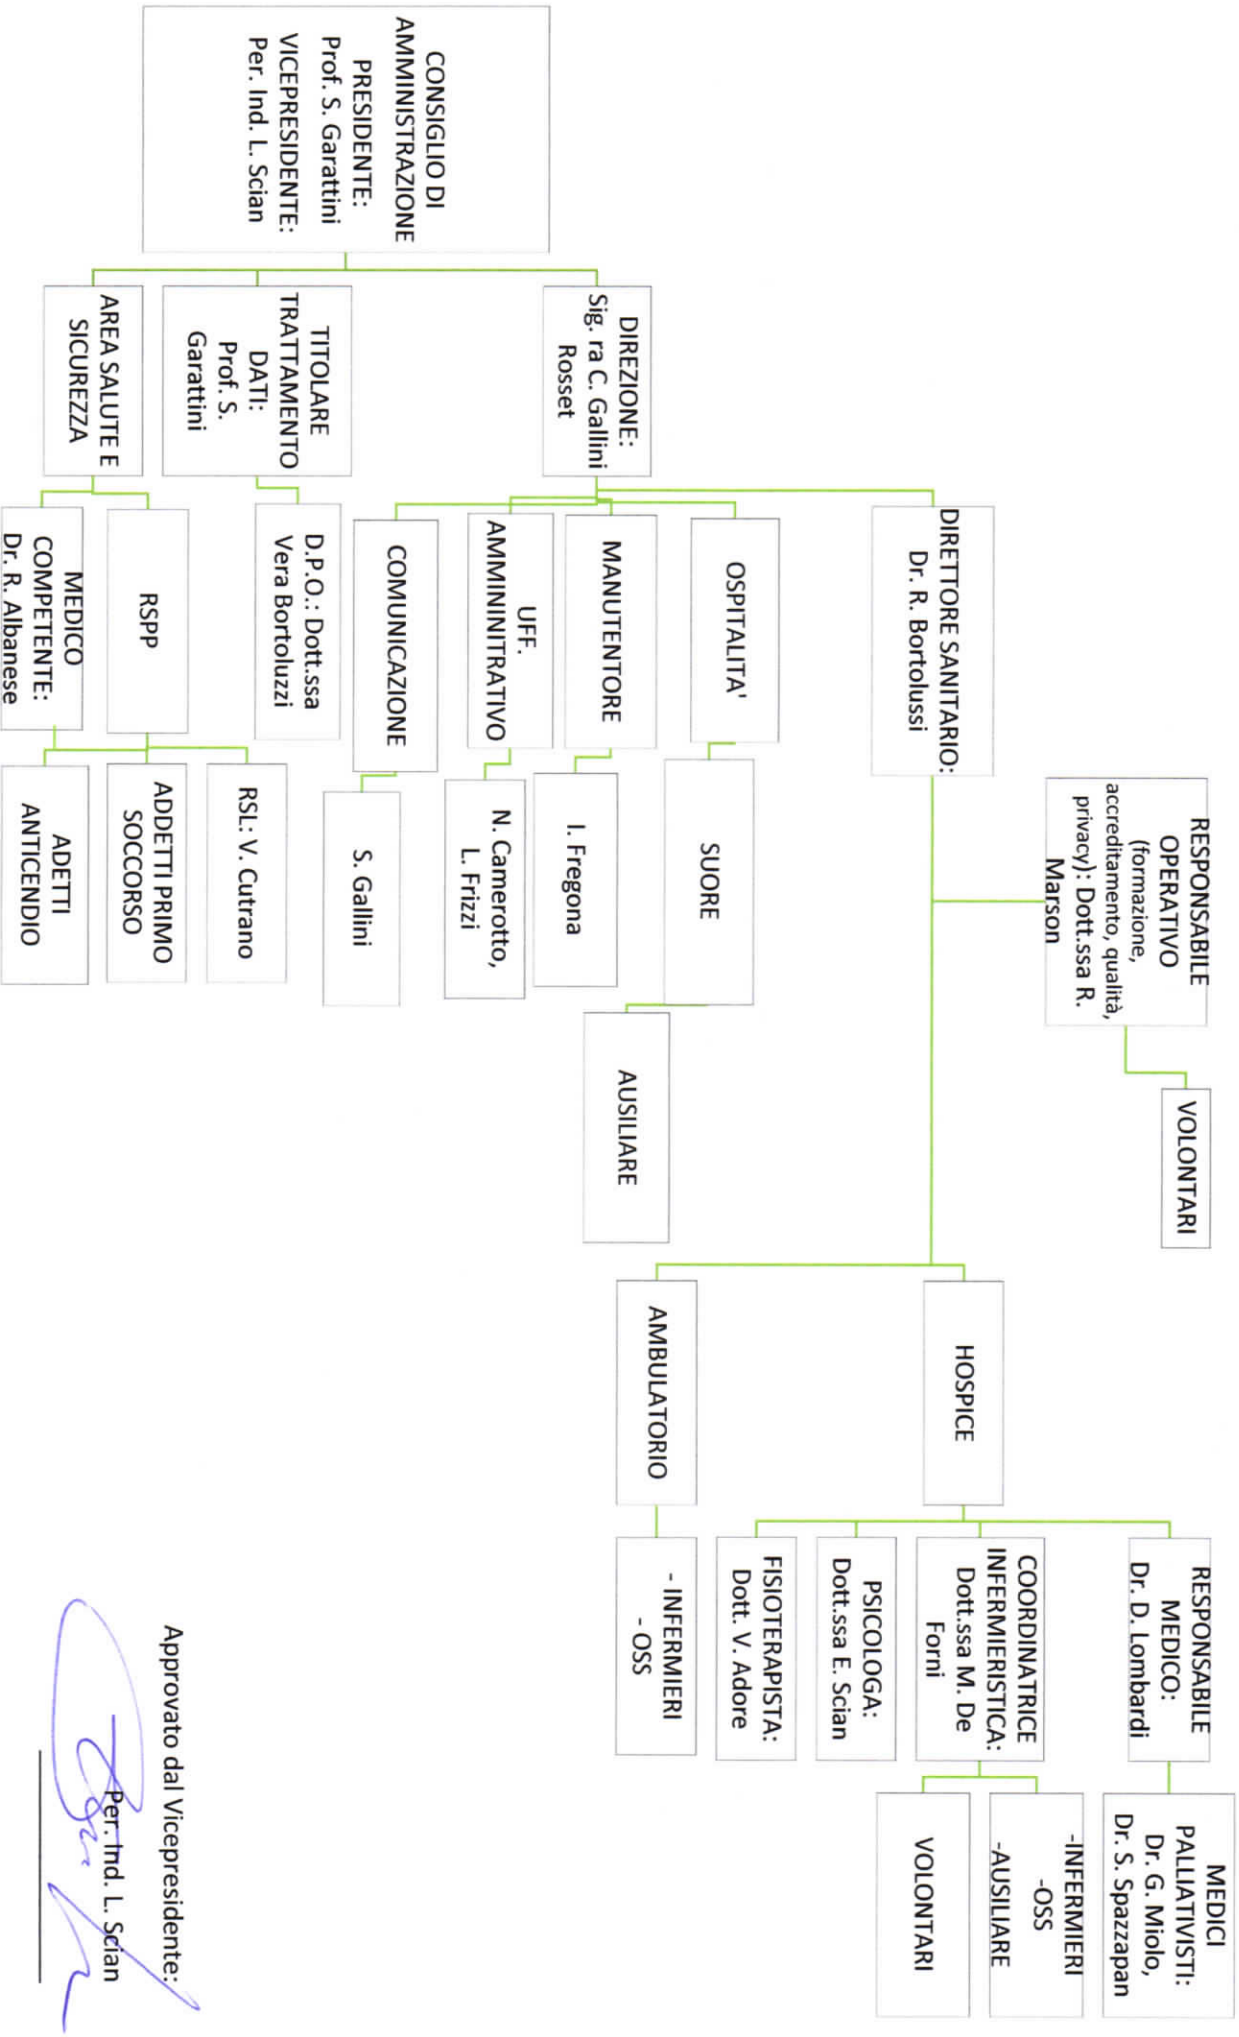 CONSIGLIO DI
AMMINISTRAZIONE
PRESIDENTE:
Prof. S. Garattini
VICEPRESIDENTE:
Per. Ind. L. Scian
DIREZIONE:
Sig. ra C. Gallini
Rosset
TITOLARE
TRATTAMENTO
DATI:
Prof. S.
Garattini
AREA SALUTE E
SICUREZZA
DIRETTORE SANITARIO:
Dr. R. Bortolussi
OSPITALITA'
MANUTENTORE
UFF.
AMMININITRATIVO
COMUNICAZIONE
D.P.O.: Dott.ssa
Vera Bortoluzzi
RSPP
MEDICO
COMPETENTE:
Dr. R. Albanese
RESPONSABILE
OPERATIVO
(formazione,
accreditamento, qualità,
privacy): Dott.ssa R.
Marson
SUORE
I. Fregona
N. Camerotto,
L. Frizzi
S. Gallini
RSL: V. Cutrano
ADDETTI PRIMO
SOCCORSO
ADETTI
ANTICENDIO
VOLONTARI
AUSILIARE
HOSPICE
AMBULATORIO
RESPONSABILE
MEDICO:
Dr. D. Lombardi
COORDINATRICE
INFERMIERISTICA:
Dott.ssa M. De
Forni
PSICOLOGA:
Dott.ssa E. Scian
FISIOTERAPISTA:
Dott. V. Adore
- INFERMIERI
- OSS
MEDICI
PALLIATIVISTI:
Dr. G. Miolo,
Dr. S. Spazzapan
-INFERMIERI
-OSS
-AUSILIARE
VOLONTARI
Approvato dal Vicepresidente:
Per. Ind. L. Scian